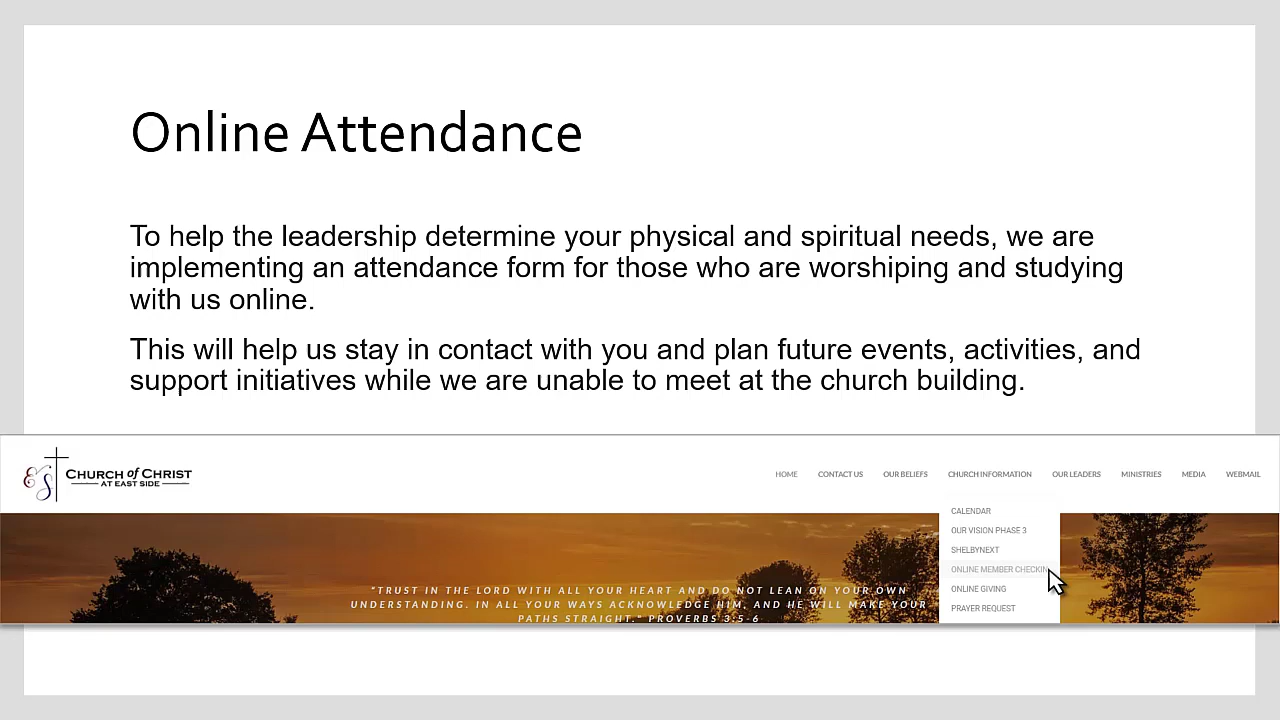 Online Attendance
To help the leadership determine your physical and spiritual needs, we are
implementing an attendance form for those who are worshiping and studying
with us online.
This will help us stay in contact with you and plan future events, activities, and
support initiatives while we are unable to meet at the church building.
ES CHURCH of CHRIST
AT EAST SIDE
HOME CONTACT US OUR BELIEFS CHURCH INFORMATION OUR LEADERS MINISTRIES MEDIA WEBMAIL
CALENDAR
OUR VISION PHASE 3
SHELBYNEXT
ONLINE MEMBER CHECKIN
ONLINE GIVING
PRAYER REQUEST
"TRUST IN THE LORD WITH ALL YOUR HEART AND DO NOT LEAN ON YOUR OWN
UNDERSTANDING. IN ALL YOUR WAYS ACKNOWLEDGE HIM, AND HE WILL MAKE YOUR
PATHS STRAIGHT." PROVERBS 3:5-6